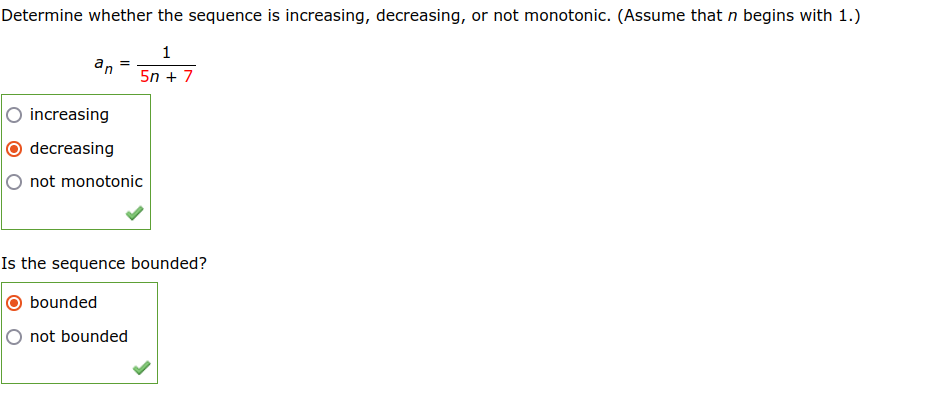 Determine whether the sequence is increasing, decreasing, or not monotonic. (Assume that n begins with 1.)
a_n = 1 / (5n + 7)
increasing
decreasing
not monotonic
Is the sequence bounded?
bounded
not bounded